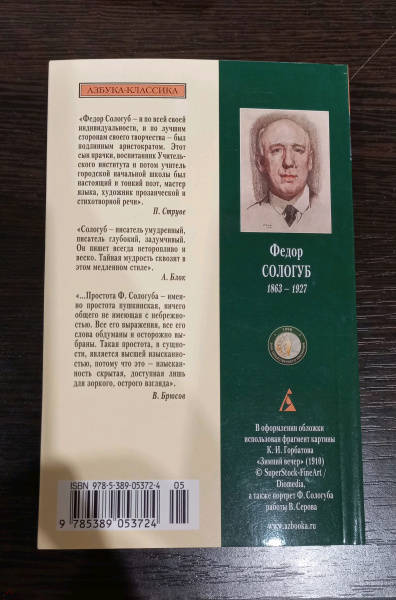 АЗБУКА-КЛАССИКА
«Федор Сологуб – и по всей своей
индивидуальности, и по лучшим
сторонам своего творчества – был
подлинным аристократом. Этот
сын прачки, воспитанник Учитель-
ского института и потом учитель
городской начальной школы был
настоящий и тонкий поэт, мастер
языка, художник прозаической и
стихотворной речи».
П. Струве
«Сологуб – писатель умудренный,
писатель глубокий, задумчивый.
Он пишет всегда неторопливо и
веско. Тайная мудрость сквозит в
этом медленном стиле».
А. Блок
«...Простота Ф. Сологуба – имен-
но простота пушкинская, ничего
общего не имеющая с небрежно-
стью. Все его выражения, все его
слова обдуманы и осторожно вы-
браны. Такая простота, в сущно-
сти, является высшей изысканно-
стью, потому что это – изыскан-
ность скрытая, доступная лишь
для зоркого, острого взгляда».
В. Брюсов
ISBN 978-5-389-05372-4
05
9 785389 053724
Федор
СОЛОГУБ
1863 – 1927
В оформлении обложки
использован фрагмент картины
К. И. Горбатова
«Зимний вечер» (1910)
© SuperStock-FineArt /
Diomedia,
а также портрет Ф. Сологуба
работы В. Серова
www.azbooka.ru